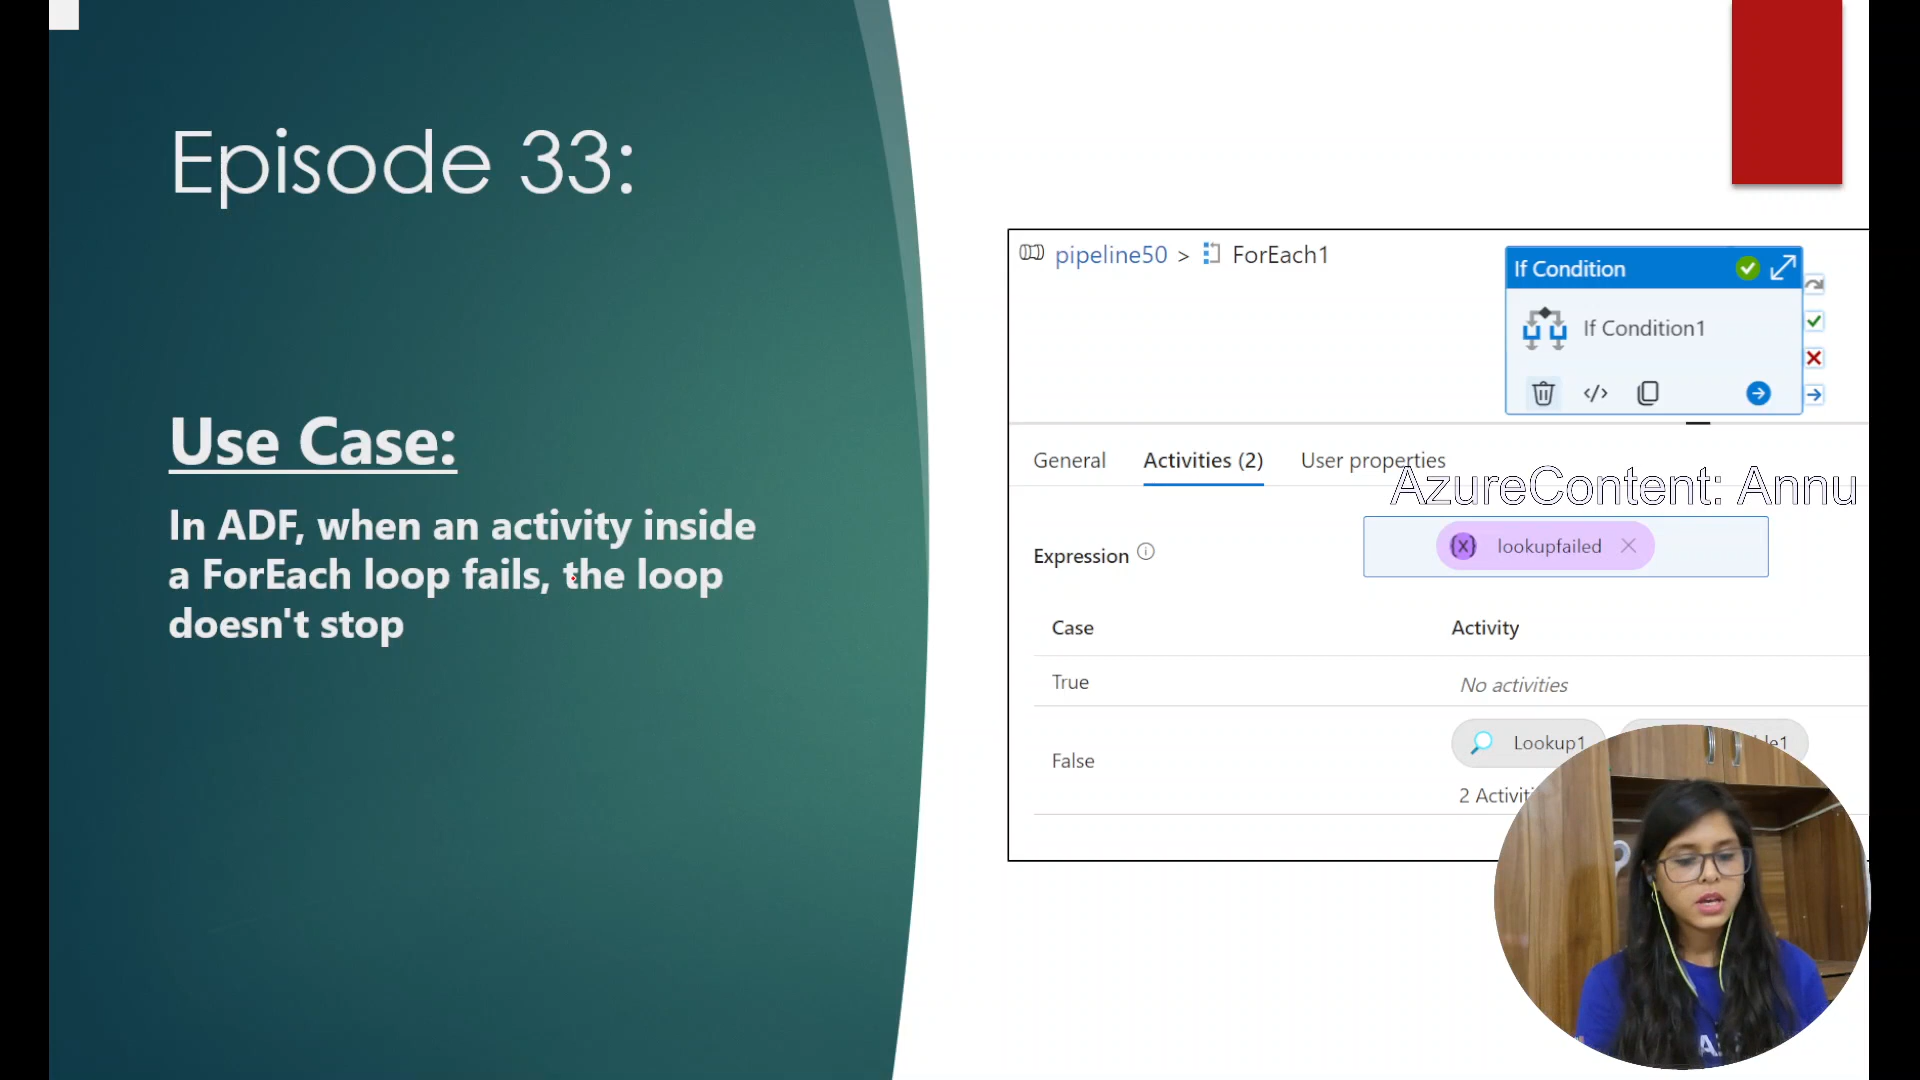 Episode 33:
Use Case:
In ADF, when an activity inside
a ForEach loop fails, the loop
doesn't stop
pipeline50 > ForEach1
If Condition
If Condition1
General
Activities (2)
User properties
AzureContent: Annu
Expression
lookupfailed
Case
Activity
True
No activities
False
Lookup1